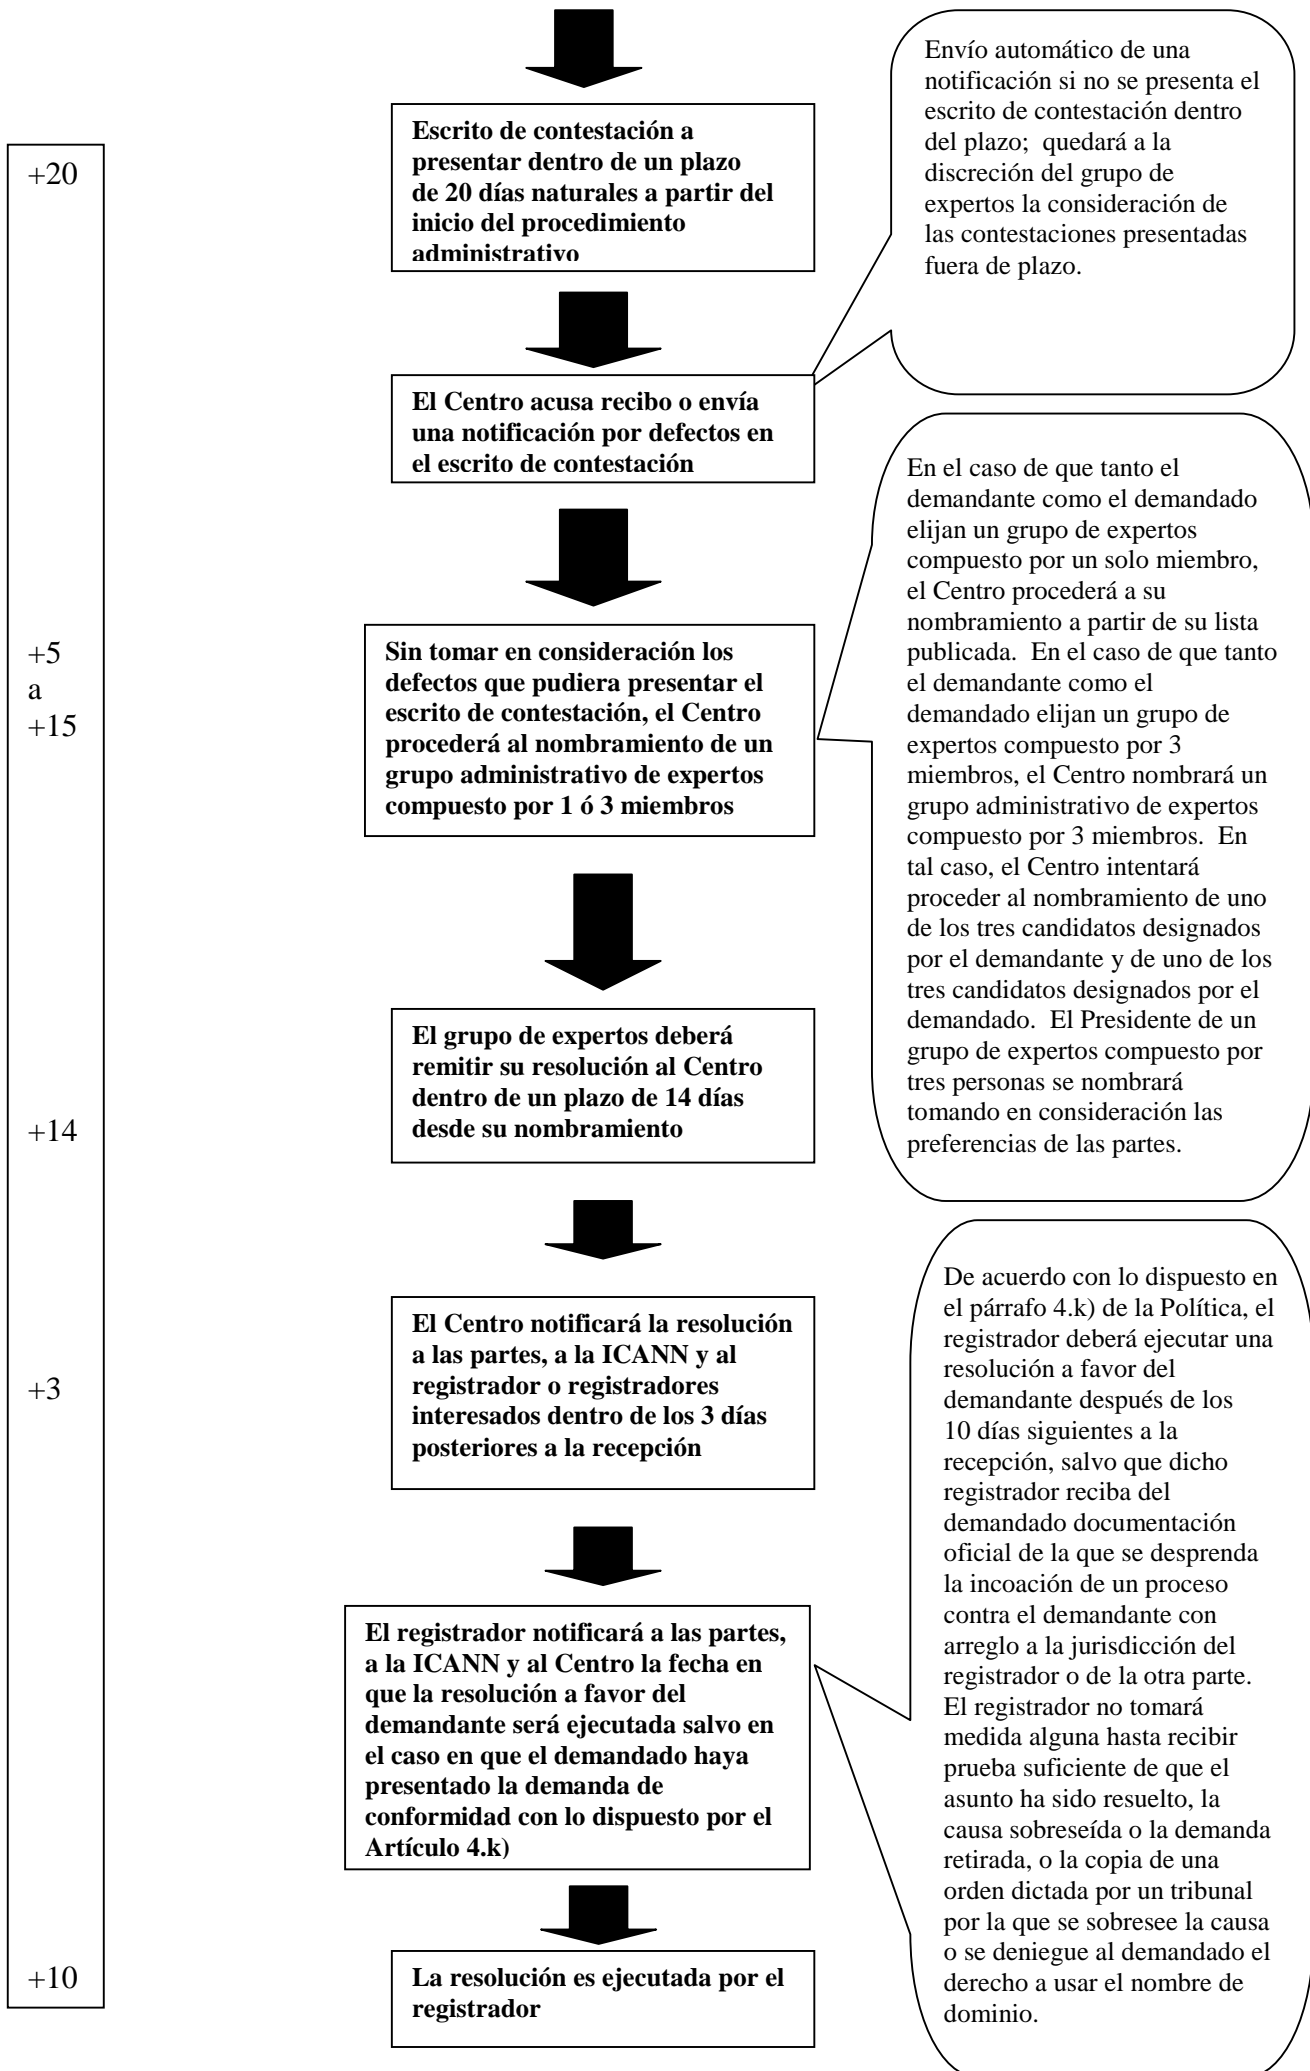 Envío automático de una
notificación si no se presenta el
escrito de contestación dentro
del plazo; quedará a la
discreción del grupo de
expertos la consideración de
las contestaciones presentadas
fuera de plazo.
Escrito de contestación a
presentar dentro de un plazo
de 20 días naturales a partir del
inicio del procedimiento
administrativo
+20
El Centro acusa recibo o envía
una notificación por defectos en
el escrito de contestación
En el caso de que tanto el
demandante como el demandado
elijan un grupo de expertos
compuesto por un solo miembro,
el Centro procederá a su
nombramiento a partir de su lista
publicada. En el caso de que tanto
el demandante como el
demandado elijan un grupo de
expertos compuesto por 3
miembros, el Centro nombrará un
grupo administrativo de expertos
compuesto por 3 miembros. En
tal caso, el Centro intentará
proceder al nombramiento de uno
de los tres candidatos designados
por el demandante y de uno de los
tres candidatos designados por el
demandado. El Presidente de un
grupo de expertos compuesto por
tres personas se nombrará
tomando en consideración las
preferencias de las partes.
+5
a
+15
Sin tomar en consideración los
defectos que pudiera presentar el
escrito de contestación, el Centro
procederá al nombramiento de un
grupo administrativo de expertos
compuesto por 1 ó 3 miembros
El grupo de expertos deberá
remitir su resolución al Centro
dentro de un plazo de 14 días
desde su nombramiento
+14
El Centro notificará la resolución
a las partes, a la ICANN y al
registrador o registradores
interesados dentro de los 3 días
posteriores a la recepción
+3
De acuerdo con lo dispuesto en
el párrafo 4.k) de la Política, el
registrador deberá ejecutar una
resolución a favor del
demandante después de los
10 días siguientes a la
recepción, salvo que dicho
registrador reciba del
demandado documentación
oficial de la que se desprenda
la incoación de un proceso
contra el demandante con
arreglo a la jurisdicción del
registrador o de la otra parte.
El registrador no tomará
medida alguna hasta recibir
prueba suficiente de que el
asunto ha sido resuelto, la
causa sobreseída o la demanda
retirada, o la copia de una
orden dictada por un tribunal
por la que se sobresee la causa
o se deniegue al demandado el
derecho a usar el nombre de
dominio.
El registrador notificará a las partes,
a la ICANN y al Centro la fecha en
que la resolución a favor del
demandante será ejecutada salvo en
el caso en que el demandado haya
presentado la demanda de
conformidad con lo dispuesto por el
Artículo 4.k)
+10
La resolución es ejecutada por el
registrador